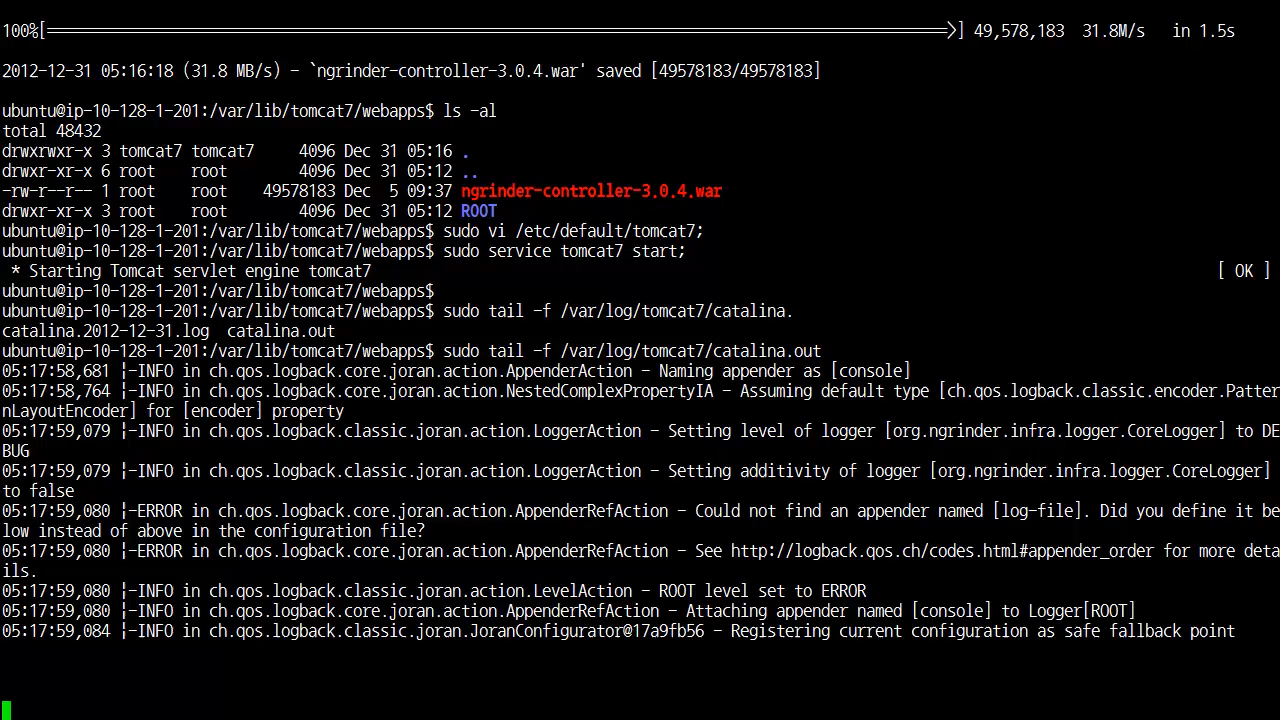 100%[===================================================================================================>] 49,578,183  31.8M/s   in 1.5s
2012-12-31 05:16:18 (31.8 MB/s) - `ngrinder-controller-3.0.4.war' saved [49578183/49578183]
ubuntu@ip-10-128-1-201:/var/lib/tomcat7/webapps$ ls -al
total 48432
drwxrwxr-x 3 tomcat7 tomcat7     4096 Dec 31 05:16 .
drwxr-xr-x 6 root    root        4096 Dec 31 05:12 ..
-rw-r--r-- 1 root    root    49578183 Dec  5 09:37 ngrinder-controller-3.0.4.war
drwxr-xr-x 3 root    root        4096 Dec 31 05:12 ROOT
ubuntu@ip-10-128-1-201:/var/lib/tomcat7/webapps$ sudo vi /etc/default/tomcat7;
ubuntu@ip-10-128-1-201:/var/lib/tomcat7/webapps$ sudo service tomcat7 start;
 * Starting Tomcat servlet engine tomcat7                                                                                              [ OK ]
ubuntu@ip-10-128-1-201:/var/lib/tomcat7/webapps$
ubuntu@ip-10-128-1-201:/var/lib/tomcat7/webapps$ sudo tail -f /var/log/tomcat7/catalina.
catalina.2012-12-31.log  catalina.out
ubuntu@ip-10-128-1-201:/var/lib/tomcat7/webapps$ sudo tail -f /var/log/tomcat7/catalina.out
05:17:58,681 |-INFO in ch.qos.logback.core.joran.action.AppenderAction - Naming appender as [console]
05:17:58,764 |-INFO in ch.qos.logback.core.joran.action.NestedComplexPropertyIA - Assuming default type [ch.qos.logback.classic.encoder.Patter
nLayoutEncoder] for [encoder] property
05:17:59,079 |-INFO in ch.qos.logback.classic.joran.action.LoggerAction - Setting level of logger [org.ngrinder.infra.logger.CoreLogger] to DE
BUG
05:17:59,079 |-INFO in ch.qos.logback.classic.joran.action.LoggerAction - Setting additivity of logger [org.ngrinder.infra.logger.CoreLogger]
to false
05:17:59,080 |-ERROR in ch.qos.logback.core.joran.action.AppenderRefAction - Could not find an appender named [log-file]. Did you define it be
low instead of above in the configuration file?
05:17:59,080 |-ERROR in ch.qos.logback.core.joran.action.AppenderRefAction - See http://logback.qos.ch/codes.html#appender_order for more deta
ils.
05:17:59,080 |-INFO in ch.qos.logback.classic.joran.action.LevelAction - ROOT level set to ERROR
05:17:59,080 |-INFO in ch.qos.logback.core.joran.action.AppenderRefAction - Attaching appender named [console] to Logger[ROOT]
05:17:59,084 |-INFO in ch.qos.logback.classic.joran.JoranConfigurator@17a9fb56 - Registering current configuration as safe fallback point